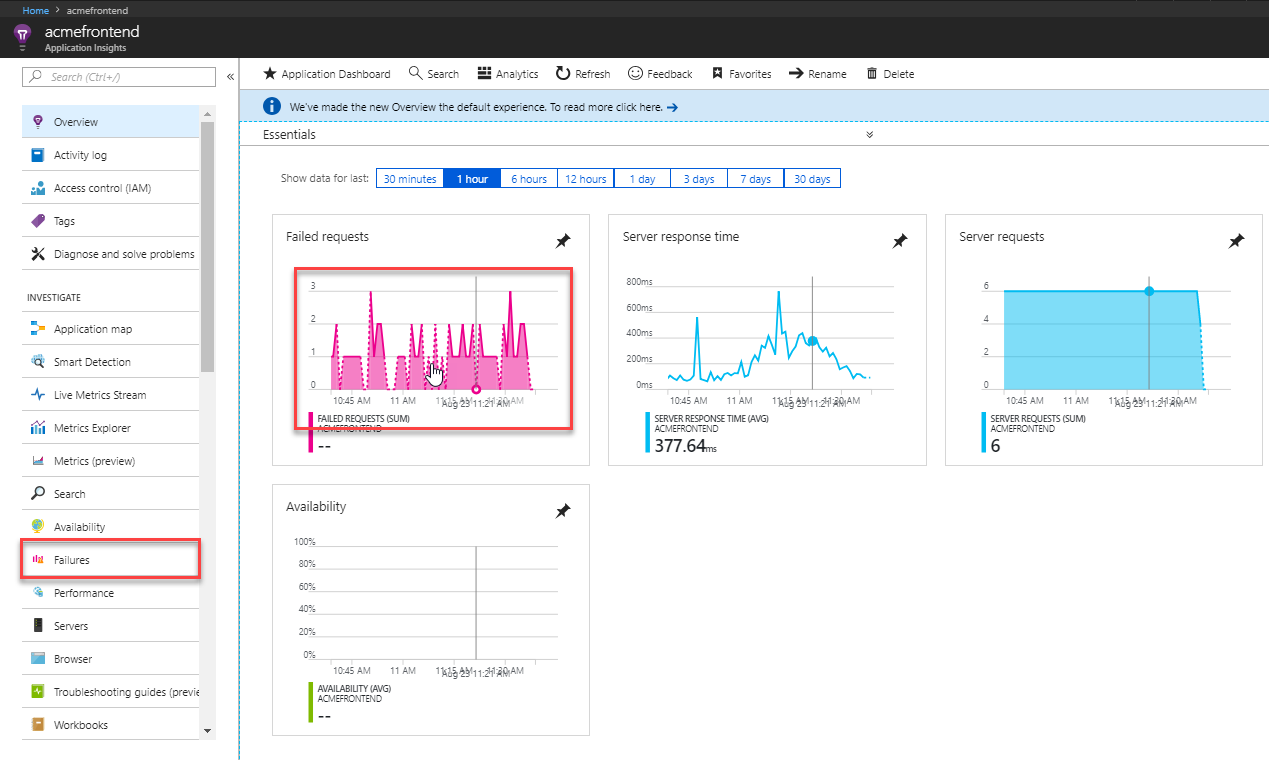 Home > acmefrontend
acmefrontend
Application Insights
Search (Ctrl+/)
«
Overview
Activity log
Access control (IAM)
Tags
Diagnose and solve problems
INVESTIGATE
Application map
Smart Detection
Live Metrics Stream
Metrics Explorer
Metrics (preview)
Search
Availability
Failures
Performance
Servers
Browser
Troubleshooting guides (previe
Workbooks
Application Dashboard Search Analytics Refresh Feedback Favorites Rename Delete
We've made the new Overview the default experience. To read more click here. →
Essentials
Show data for last: 30 minutes 1 hour 6 hours 12 hours 1 day 3 days 7 days 30 days
Failed requests
3
2
1
0
10:45 AM 11 AM 11:15 AM 11:30 AM
Aug 23 11:21 AM
FAILED REQUESTS (SUM)
ACMEFRONTEND
--
Server response time
800ms
600ms
400ms
200ms
0ms
10:45 AM 11 AM 11:15 AM 11:30 AM
Aug 23 11:21 AM
SERVER RESPONSE TIME (AVG)
ACMEFRONTEND
377.64ms
Server requests
6
4
2
0
10:45 AM 11 AM 11:15 AM 11:30 AM
Aug 23 11:21 AM
SERVER REQUESTS (SUM)
ACMEFRONTEND
6
Availability
100%
80%
60%
40%
20%
0%
10:45 AM 11 AM 11:15 AM 11:30 AM
Aug 23 11:21 AM
AVAILABILITY (AVG)
ACMEFRONTEND
--